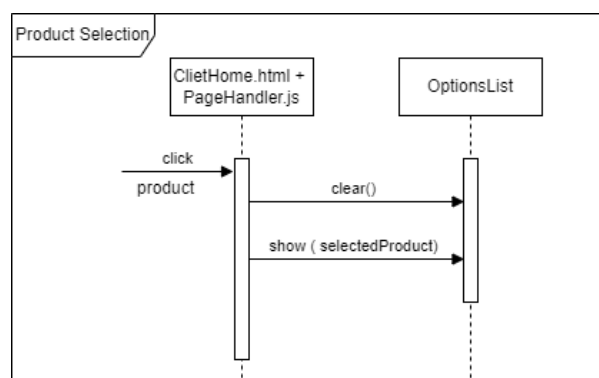 Product Selection
ClietHome.html +
PageHandler.js
OptionsList
click
product
clear()
show ( selectedProduct)